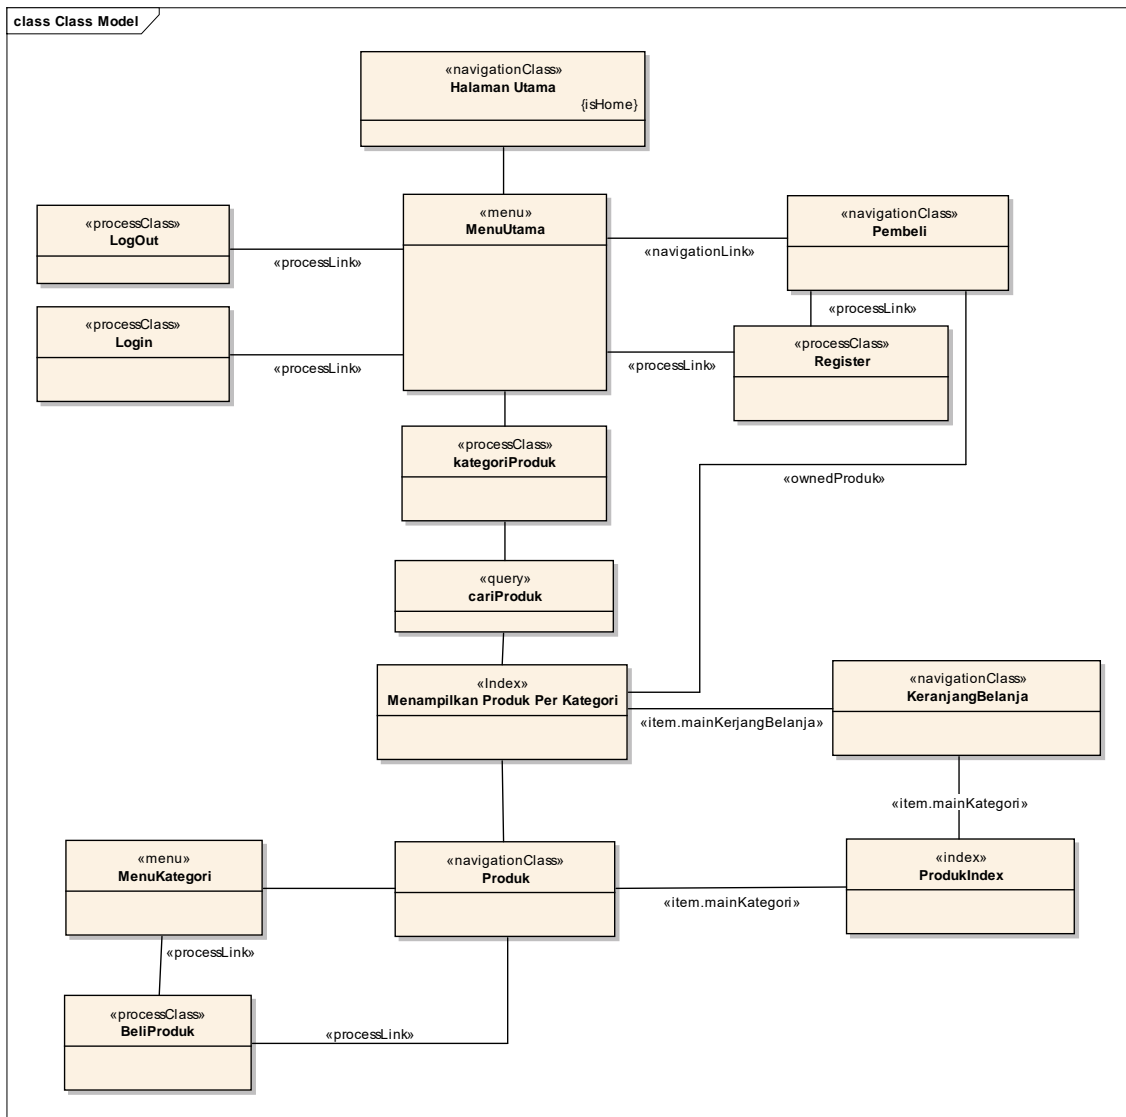 class Class Model
«navigationClass»
Halaman Utama
{isHome}
«processClass»
LogOut
«processLink»
«menu»
MenuUtama
«navigationLink»
«navigationClass»
Pembeli
«processLink»
«processClass»
Login
«processLink»
«processLink»
«processClass»
Register
«processClass»
kategoriProduk
«ownedProduk»
«query»
cariProduk
«Index»
Menampilkan Produk Per Kategori
«item.mainKerjangBelanja»
«navigationClass»
KeranjangBelanja
«item.mainKategori»
«menu»
MenuKategori
«navigationClass»
Produk
«item.mainKategori»
«index»
ProdukIndex
«processLink»
«processClass»
BeliProduk
«processLink»